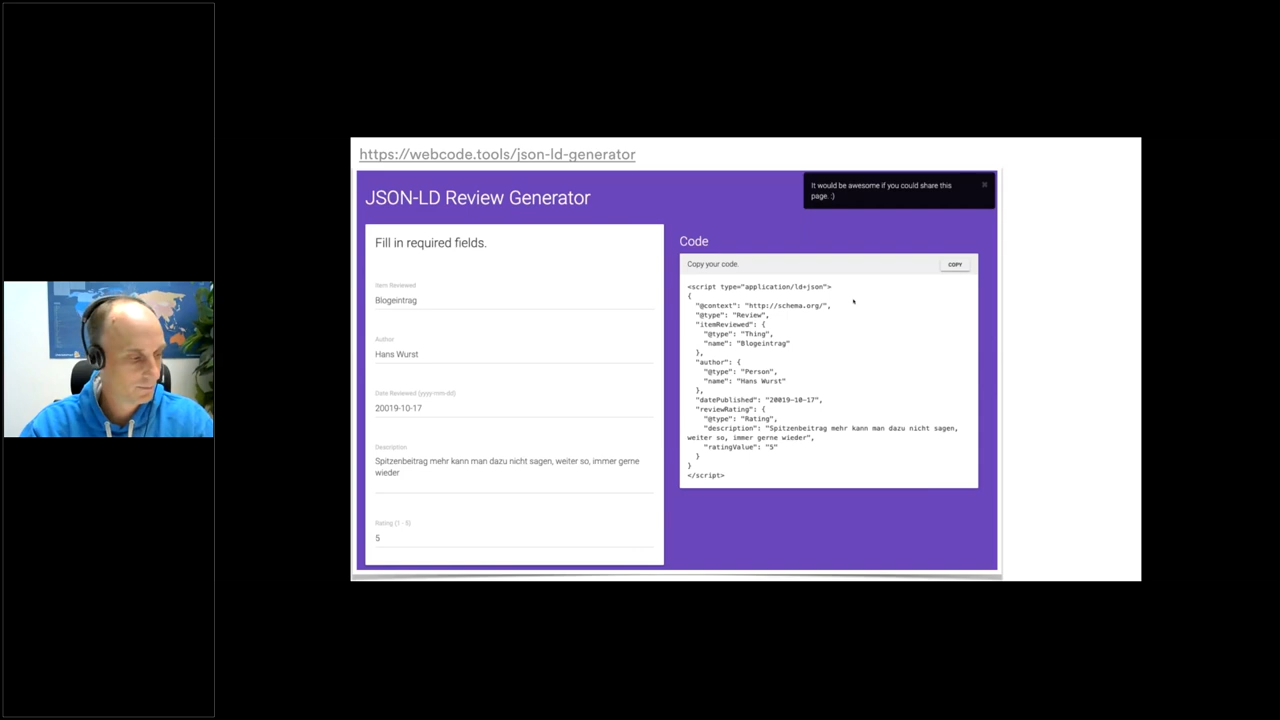 https://webcode.tools/json-ld-generator
JSON-LD Review Generator
It would be awesome if you could share this
page. :)
Fill in required fields.
Item Reviewed
Blogeintrag
Author
Hans Wurst
Date Reviewed (yyyy-mm-dd)
20019-10-17
Description
Spitzenbeitrag mehr kann man dazu nicht sagen, weiter so, immer gerne
wieder
Rating (1 - 5)
5
Code
Copy your code.
COPY
<script type="application/ld+json">
{
"@context": "http://schema.org/",
"@type": "Review",
"itemReviewed": {
"@type": "Thing",
"name": "Blogeintrag"
},
"author": {
"@type": "Person",
"name": "Hans Wurst"
},
"datePublished": "20019-10-17",
"reviewRating": {
"@type": "Rating",
"description": "Spitzenbeitrag mehr kann man dazu nicht sagen,
weiter so, immer gerne wieder",
"ratingValue": "5"
}
}
</script>